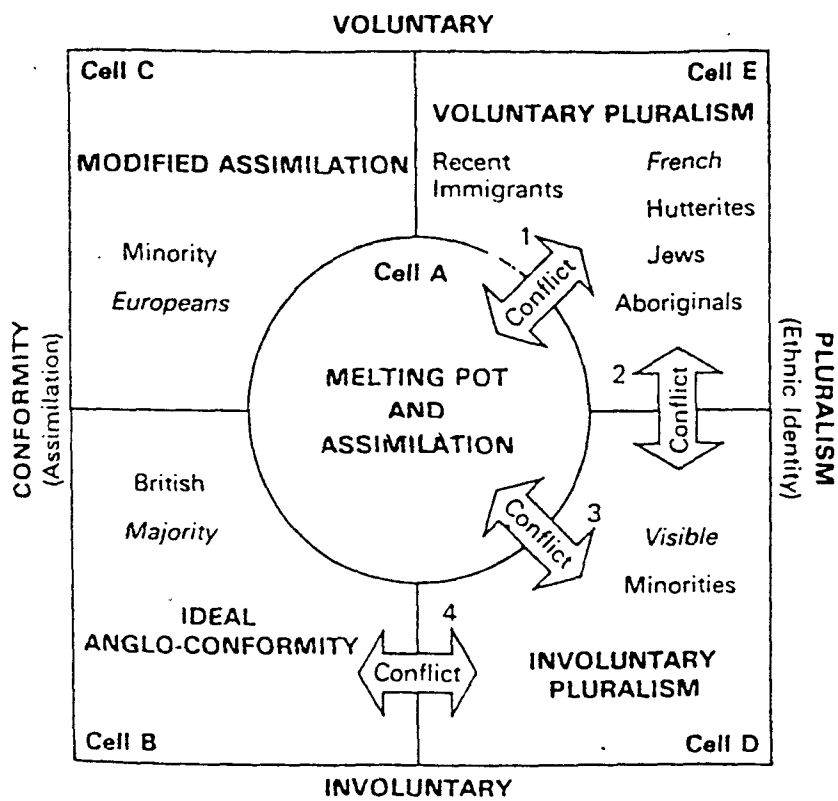 VOLUNTARY
Cell C
Cell E
VOLUNTARY PLURALISM
MODIFIED ASSIMILATION
Recent
Immigrants
French
Hutterites
Jews
Aboriginals
Minority
Europeans
1
Conflict
Cell A
MELTING POT
AND
ASSIMILATION
CONFORMITY
(Assimilation)
PLURALISM
(Ethnic Identity)
2
Conflict
British
Majority
3
Conflict
Visible
Minorities
IDEAL
ANGLO-CONFORMITY
4
Conflict
INVOLUNTARY
PLURALISM
Cell B
Cell D
INVOLUNTARY